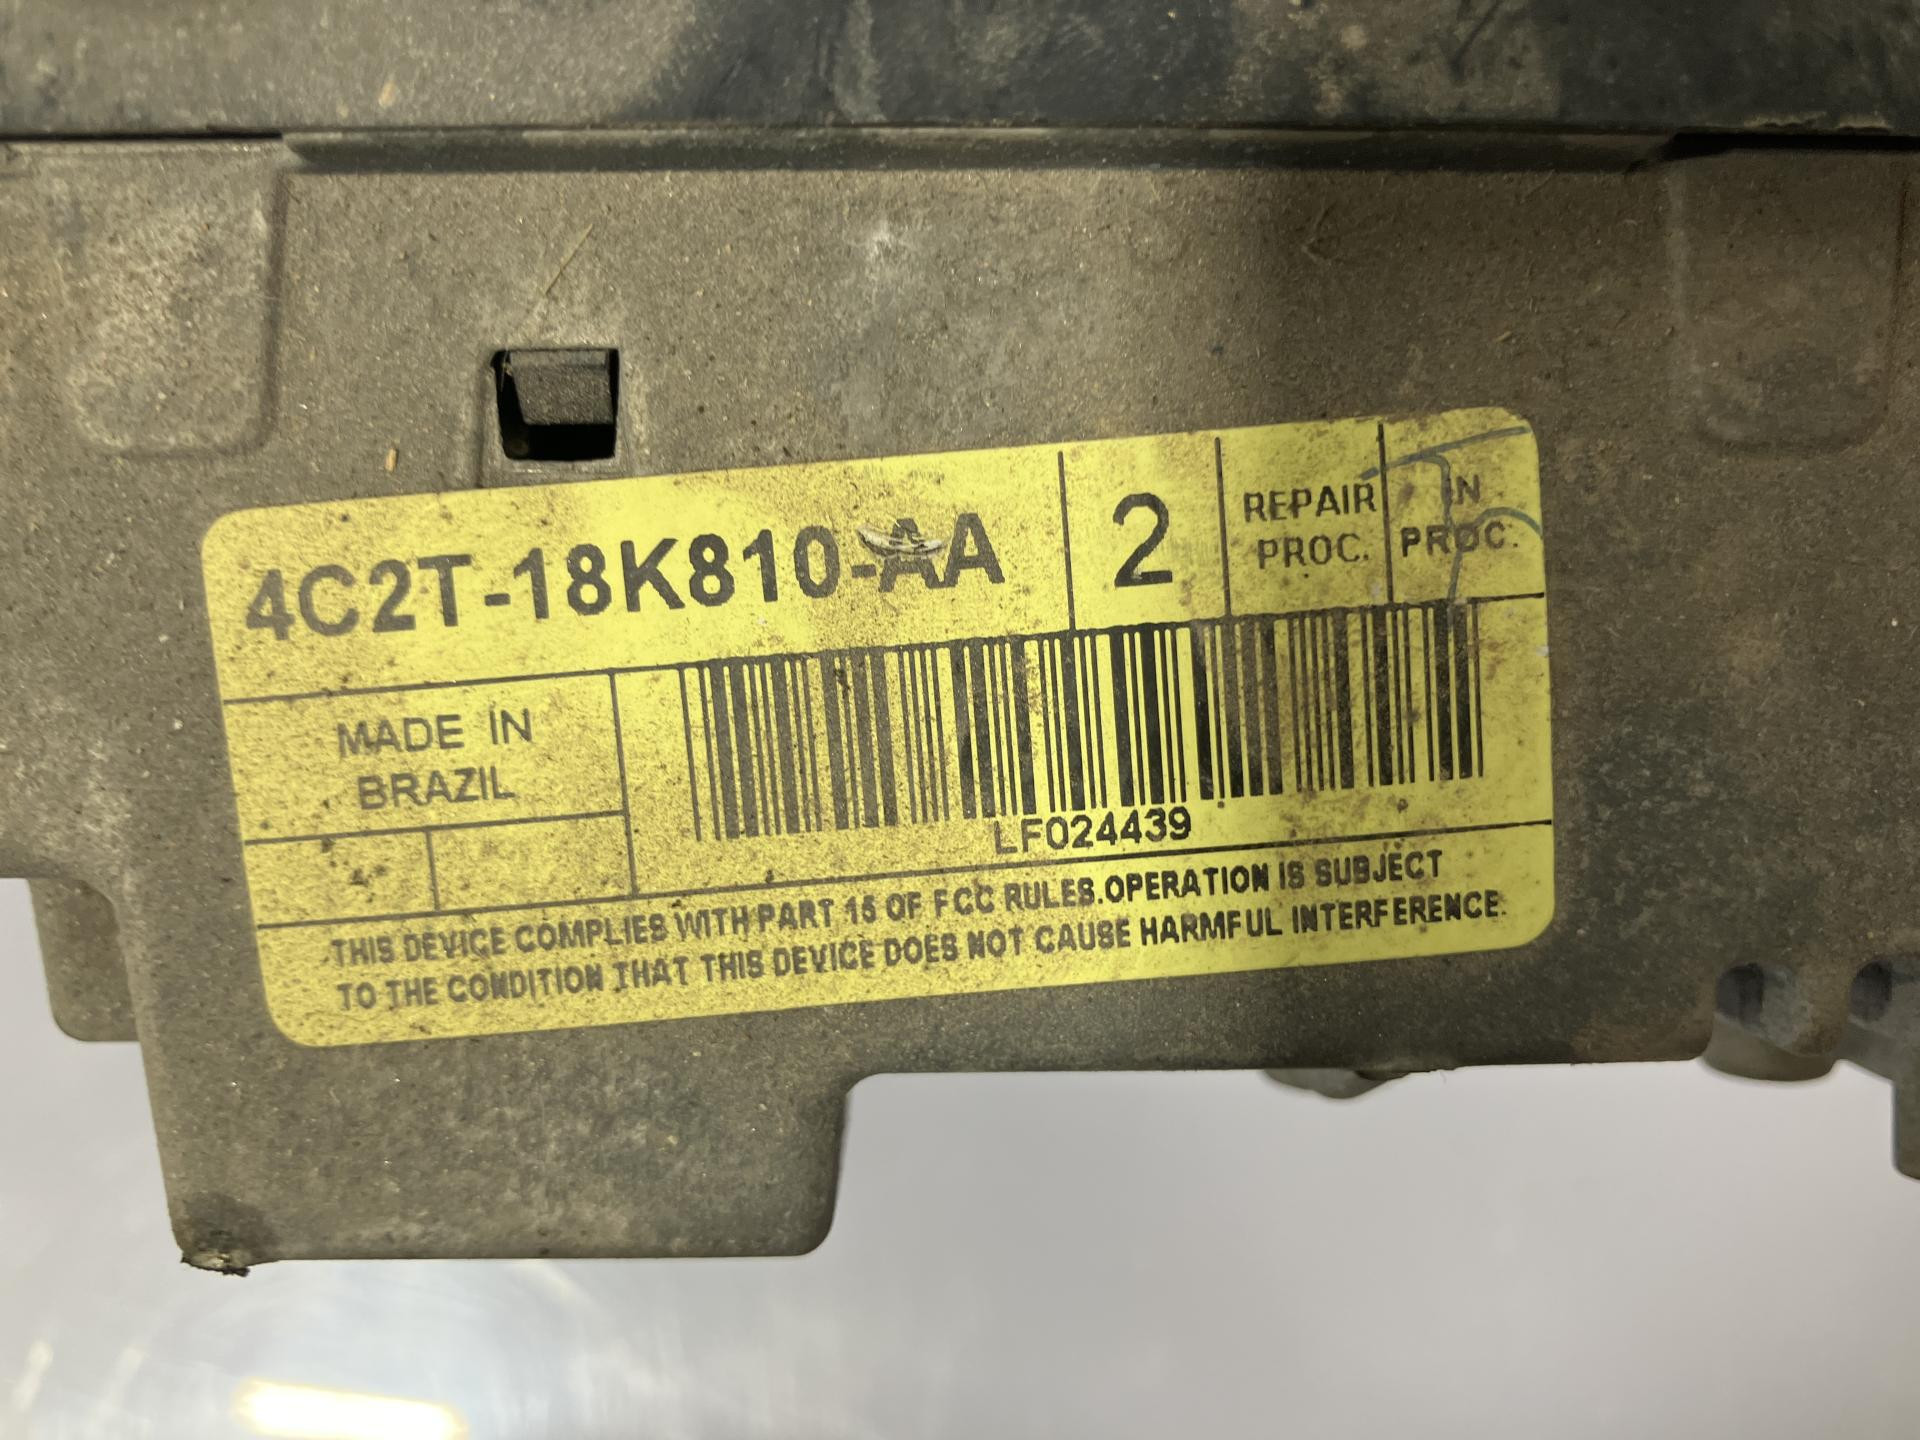 4C2T-18K810-AA
2
REPAIR
PROC.
IN
PROC.
MADE IN
BRAZIL
LF024439
THIS DEVICE COMPLIES WITH PART 15 OF FCC RULES.OPERATION IS SUBJECT
TO THE CONDITION THAT THIS DEVICE DOES NOT CAUSE HARMFUL INTERFERENCE.